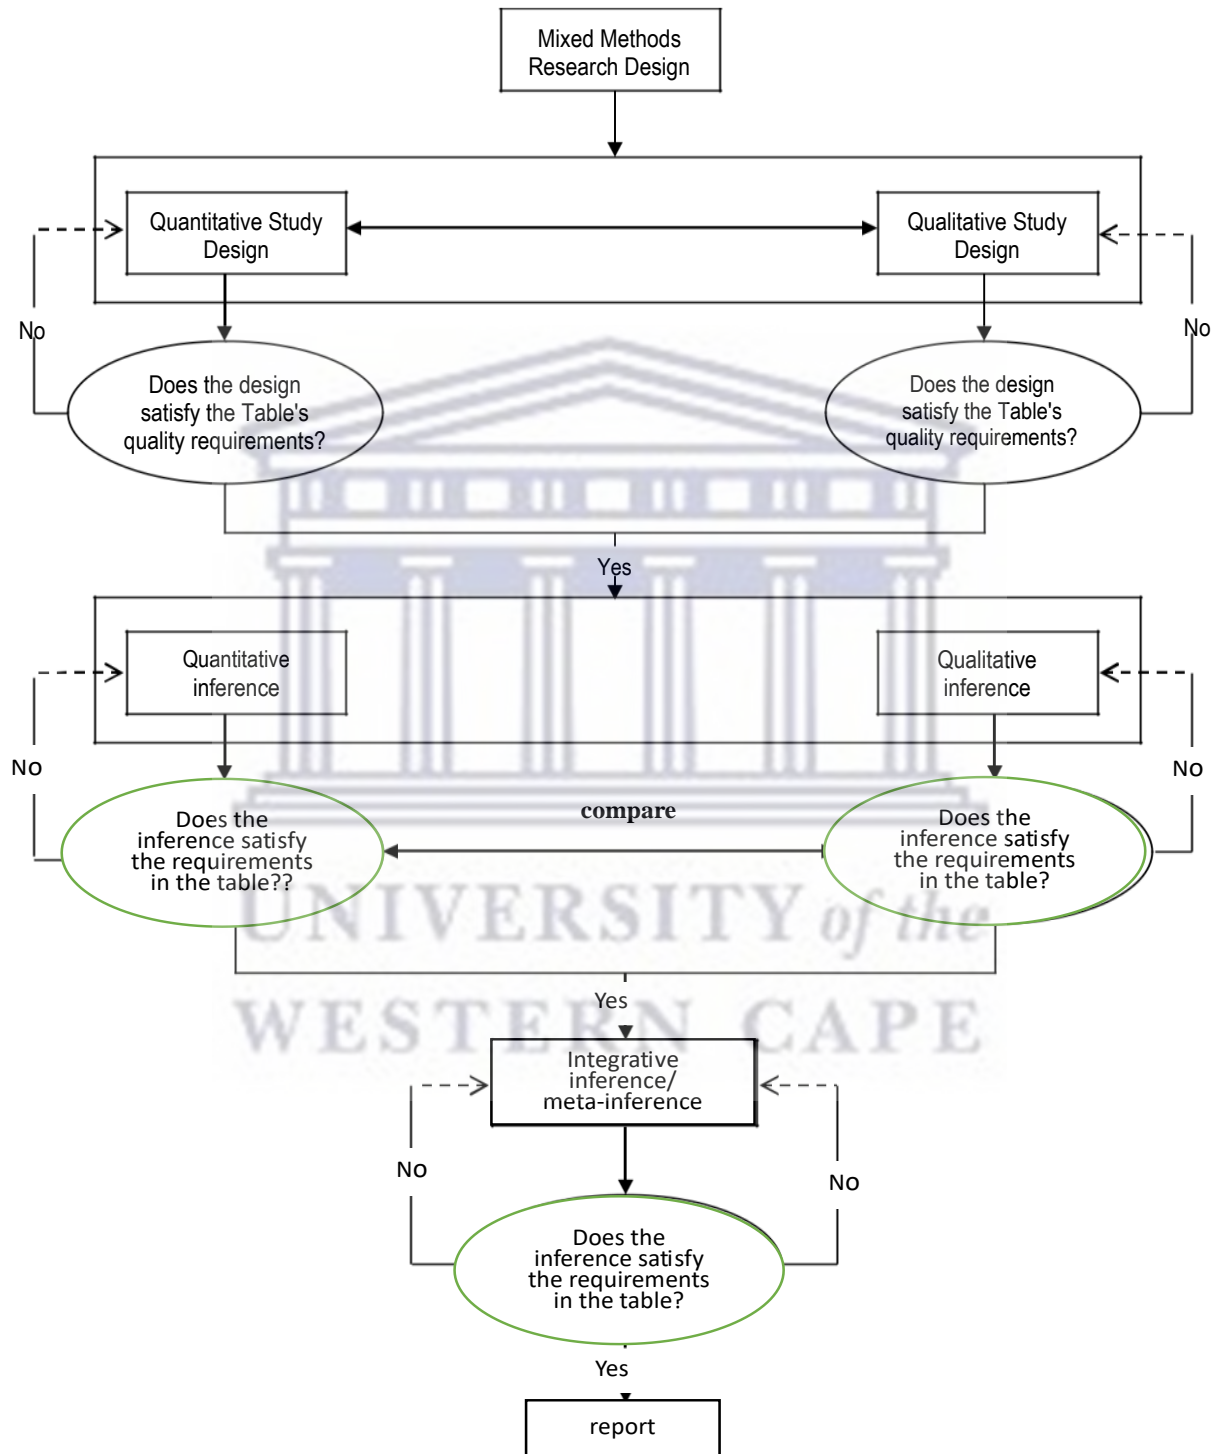 Mixed Methods
Research Design
Quantitative Study
Design
Qualitative Study
Design
No
No
Does the design
satisfy the Table's
quality requirements?
Does the design
satisfy the Table's
quality requirements?
Yes
Quantitative
inference
Qualitative
inference
No
No
compare
Does the
inference satisfy
the requirements
in the table??
Does the
inference satisfy
the requirements
in the table?
UNIVERSITY of the
Yes
WESTERN CAPE
Integrative
inference/
meta-inference
No
No
Does the
inference satisfy
the requirements
in the table?
Yes
report